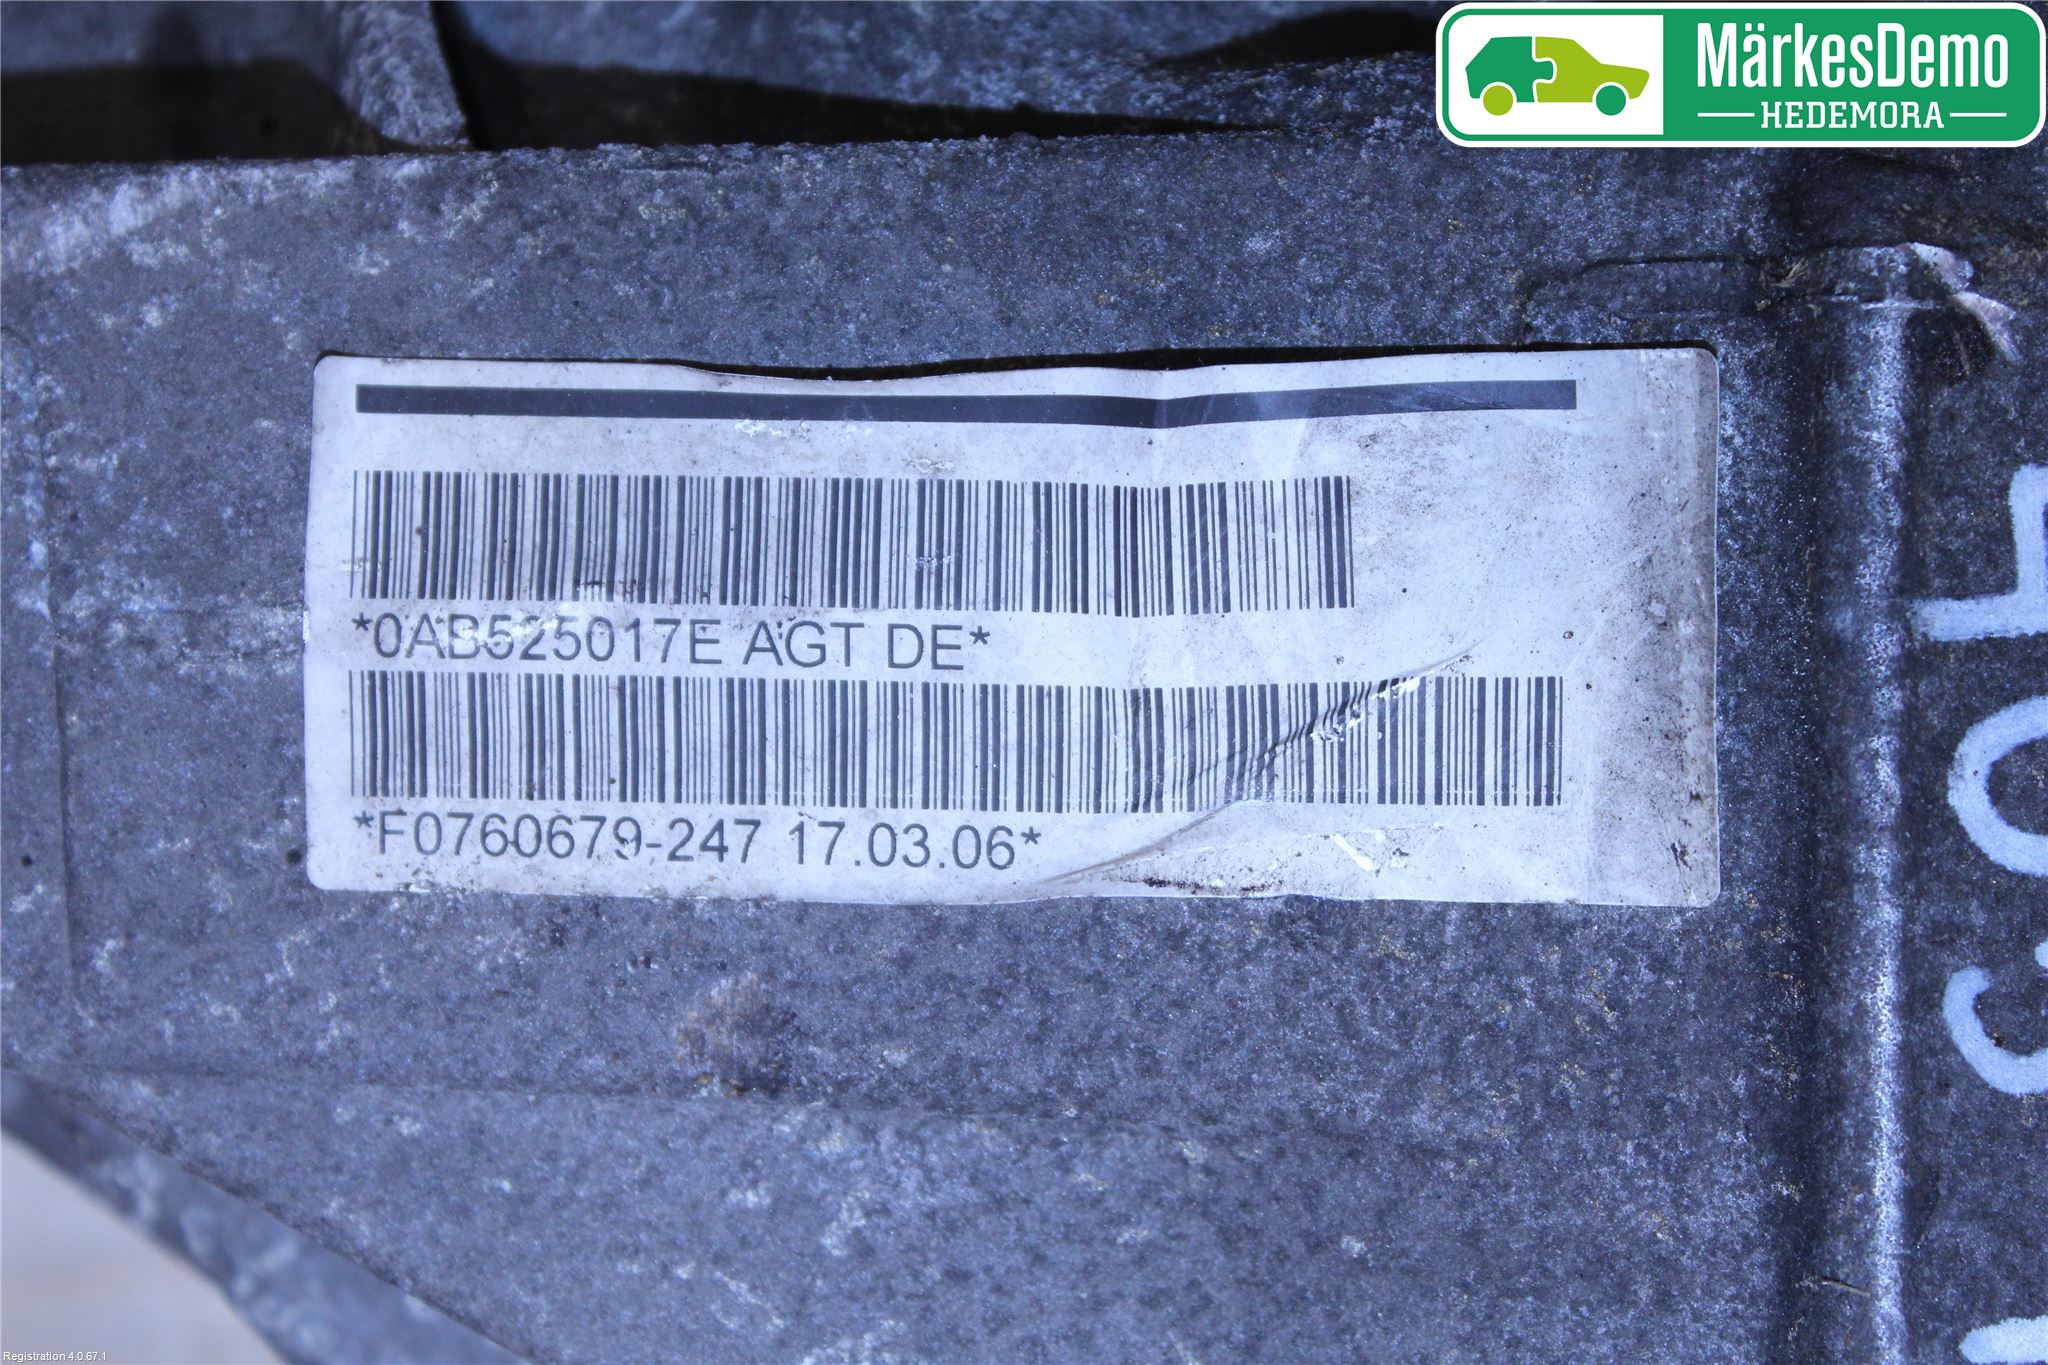 MärkesDemo
HEDEMORA
*0AB525017E AGT DE*
*F0760679-247 17.03.06*
Registration 4.0.67.1